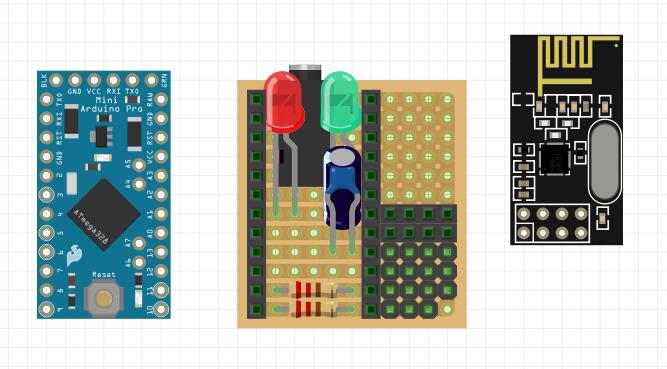 BLK
GRN
GND VCC RXI TXO
Mini
Arduino Pro
TXO
RAW
RXI
GND
RST
RST
GND
VCC
A5
2
A4
A3
3
A2
4
A1
5
A0
ATmega328
6
A7
13
7
A6
12
Reset
8
11
9
10